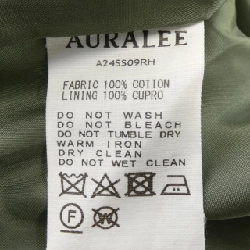 AURALEE
A24SS09RH
FABRIC 100% COTTON
LINING 100% CUPRO
DO NOT WASH
DO NOT BLEACH
DO NOT TUMBLE DRY
WARM IRON
DRY CLEAN
DO NOT WET CLEAN
F
W